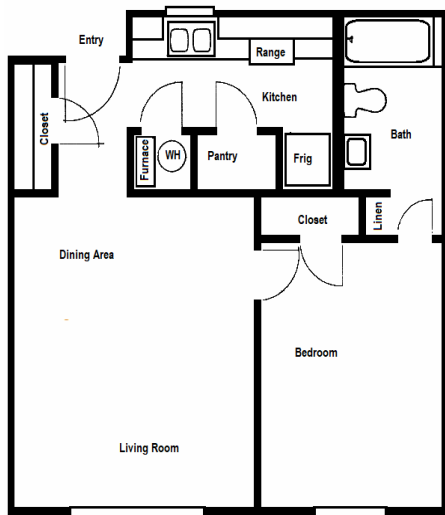 Entry
Range
Kitchen
Closet
Furnace
WH
Pantry
Frig
Bath
Closet
Linen
Dining Area
Bedroom
Living Room